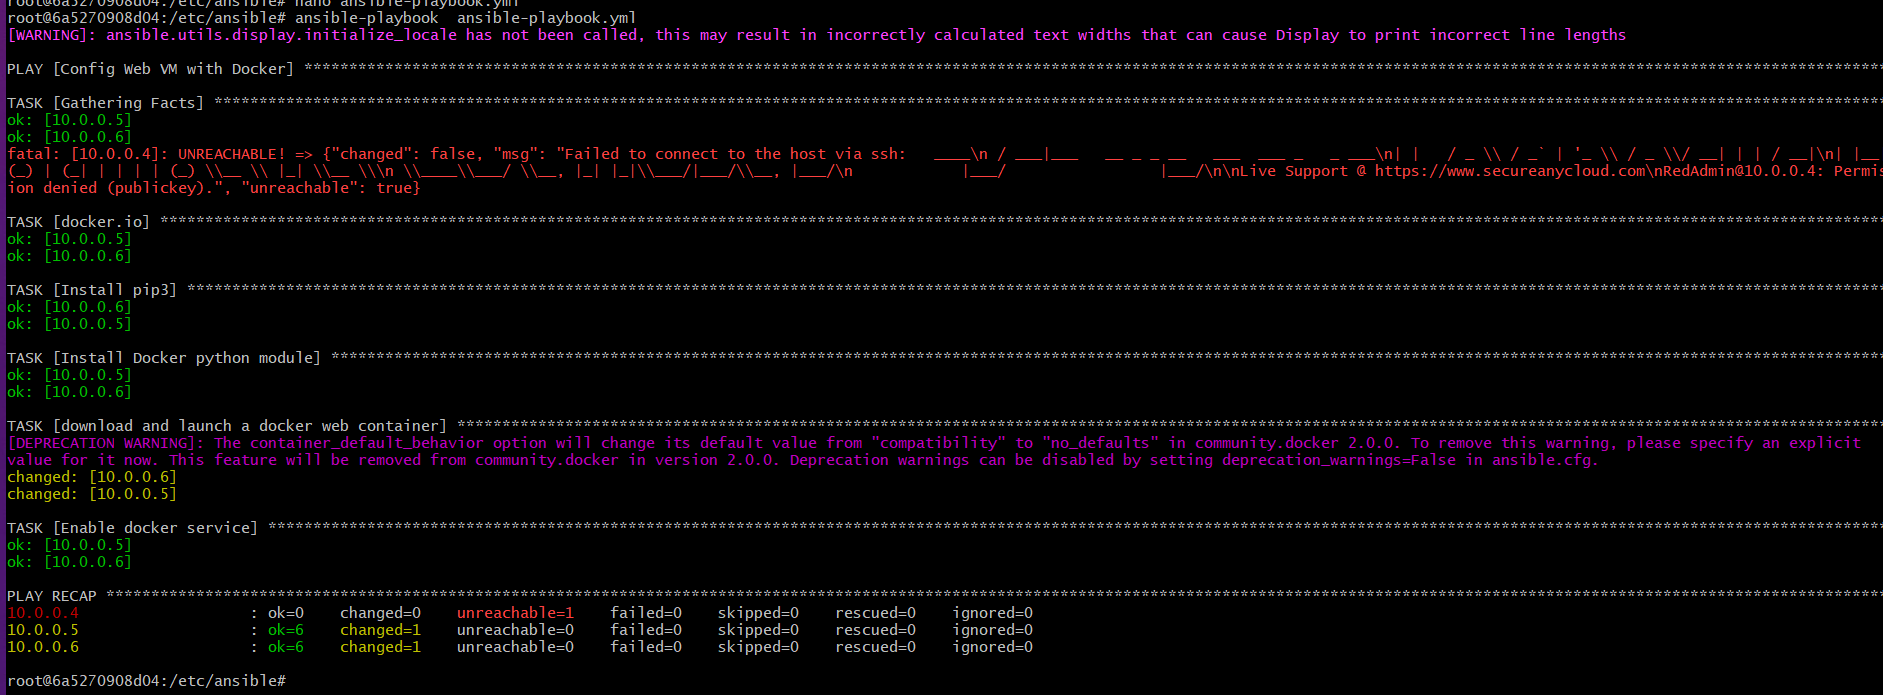 root@6a5270908d04:/etc/ansible# nano ansible-playbook.yml
root@6a5270908d04:/etc/ansible# ansible-playbook  ansible-playbook.yml
[WARNING]: ansible.utils.display.initialize_locale has not been called, this may result in incorrectly calculated text widths that can cause Display to print incorrect line lengths
PLAY [Config Web VM with Docker] ****************************************************************
TASK [Gathering Facts] ****************************************************************
ok: [10.0.0.5]
ok: [10.0.0.6]
fatal: [10.0.0.4]: UNREACHABLE! => {"changed": false, "msg": "Failed to connect to the host via ssh:   ____\n / ___|___   __ _ _ __   ___  ___ _   _ ___\n| |   / _ \\ / _` | '_ \\ / _ \\/ __| | | / __|\n| |__
(_) | (_| | | | | (_) \\__ \\ |_| \\__ \\\n \\____\\___/ \\__, |_| |_|\\___/|___/\\__, |___/\n            |___/                 |___/\n\nLive Support @ https://www.secureanycloud.com\nRedAdmin@10.0.0.4: Permis
ion denied (publickey).", "unreachable": true}
TASK [docker.io] ****************************************************************
ok: [10.0.0.5]
ok: [10.0.0.6]
TASK [Install pip3] ****************************************************************
ok: [10.0.0.6]
ok: [10.0.0.5]
TASK [Install Docker python module] ****************************************************************
ok: [10.0.0.5]
ok: [10.0.0.6]
TASK [download and launch a docker web container] ****************************************************************
[DEPRECATION WARNING]: The container_default_behavior option will change its default value from "compatibility" to "no_defaults" in community.docker 2.0.0. To remove this warning, please specify an explicit
value for it now. This feature will be removed from community.docker in version 2.0.0. Deprecation warnings can be disabled by setting deprecation_warnings=False in ansible.cfg.
changed: [10.0.0.6]
changed: [10.0.0.5]
TASK [Enable docker service] ****************************************************************
ok: [10.0.0.5]
ok: [10.0.0.6]
PLAY RECAP ****************************************************************
10.0.0.4                   : ok=0    changed=0    unreachable=1    failed=0    skipped=0    rescued=0    ignored=0
10.0.0.5                   : ok=6    changed=1    unreachable=0    failed=0    skipped=0    rescued=0    ignored=0
10.0.0.6                   : ok=6    changed=1    unreachable=0    failed=0    skipped=0    rescued=0    ignored=0
root@6a5270908d04:/etc/ansible#